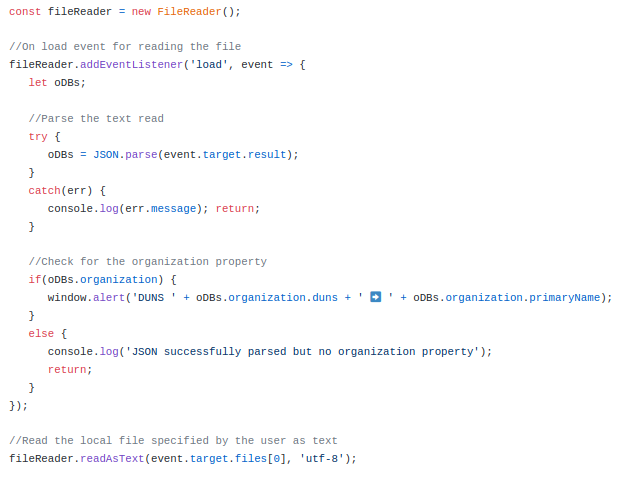 const fileReader = new FileReader();

//On load event for reading the file
fileReader.addEventListener('load', event => {
   let oDBs;

   //Parse the text read
   try {
      oDBs = JSON.parse(event.target.result);
   }
   catch(err) {
      console.log(err.message); return;
   }

   //Check for the organization property
   if(oDBs.organization) {
      window.alert('DUNS ' + oDBs.organization.duns + ' ➡️ ' + oDBs.organization.primaryName);
   }
   else {
      console.log('JSON successfully parsed but no organization property');
      return;
   }
});

//Read the local file specified by the user as text
fileReader.readAsText(event.target.files[0], 'utf-8');